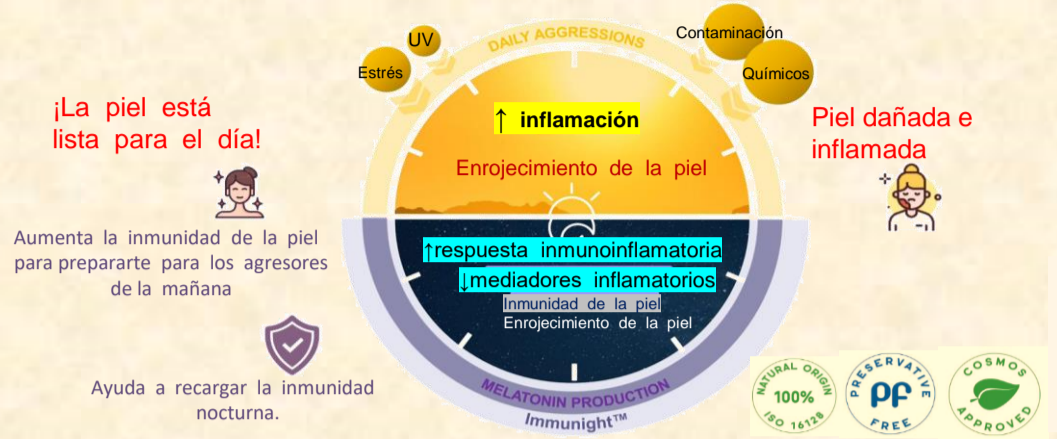 UV
Estrés
DAILY AGGRESSIONS
Contaminación
Químicos
¡La piel está
lista para el día!
↑ inflamación
Enrojecimiento de la piel
Piel dañada e
inflamada
Aumenta la inmunidad de la piel
para prepararte para los agresores
de la mañana
↑respuesta inmunoinflamatoria
↓mediadores inflamatorios
Inmunidad de la piel
Enrojecimiento de la piel
Ayuda a recargar la inmunidad
nocturna.
MELATONIN PRODUCTION
Immunight™
NATURAL ORIGIN
100%
ISO 16128
PRESERVATIVE
PF
FREE
COSMOS
APPROVED